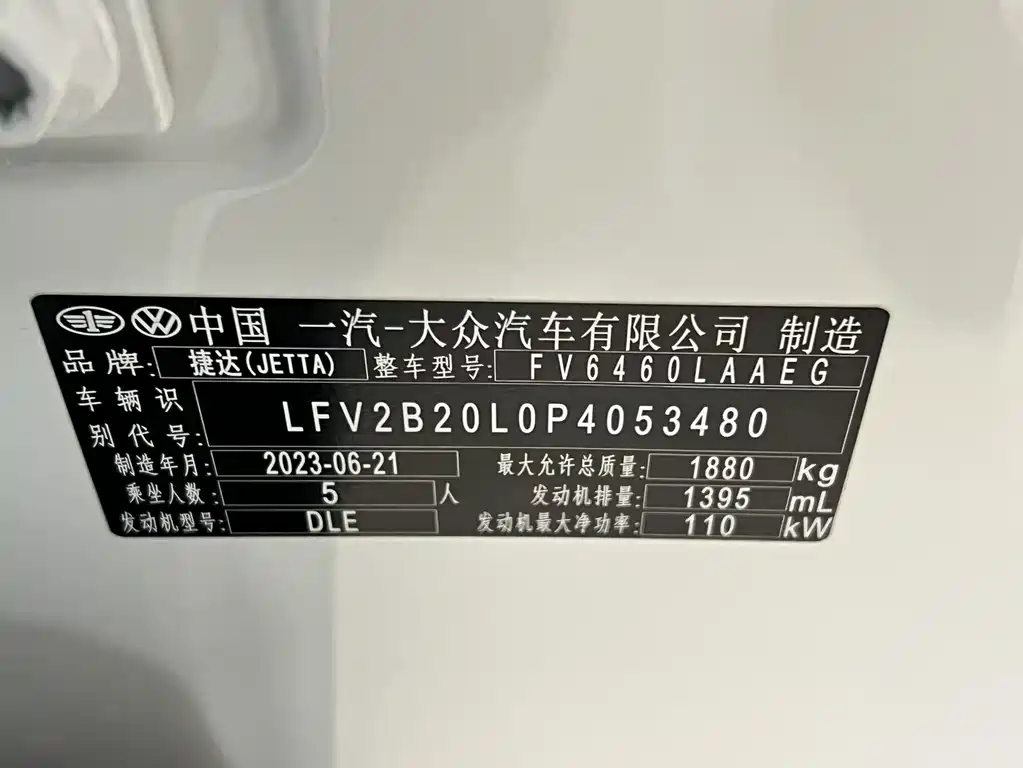 中国 一汽-大众汽车有限公司 制造
品牌: 捷达(JETTA) 整车型号: FV6460LAAEG
车辆识别代号: LFV2B20L0P4053480
制造年月: 2023-06-21 最大允许总质量: 1880 kg
乘坐人数: 5 人 发动机排量: 1395 mL
发动机型号: DLE 发动机最大净功率: 110 kW